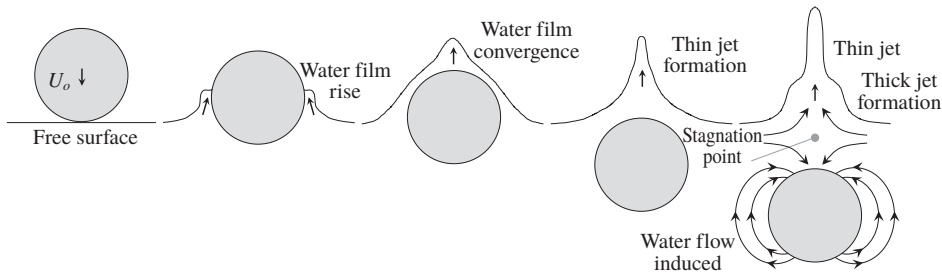 U_o
Free surface
Water film
rise
Water film
convergence
Thin jet
formation
Thin jet
Thick jet
formation
Stagnation
point
Water flow
induced